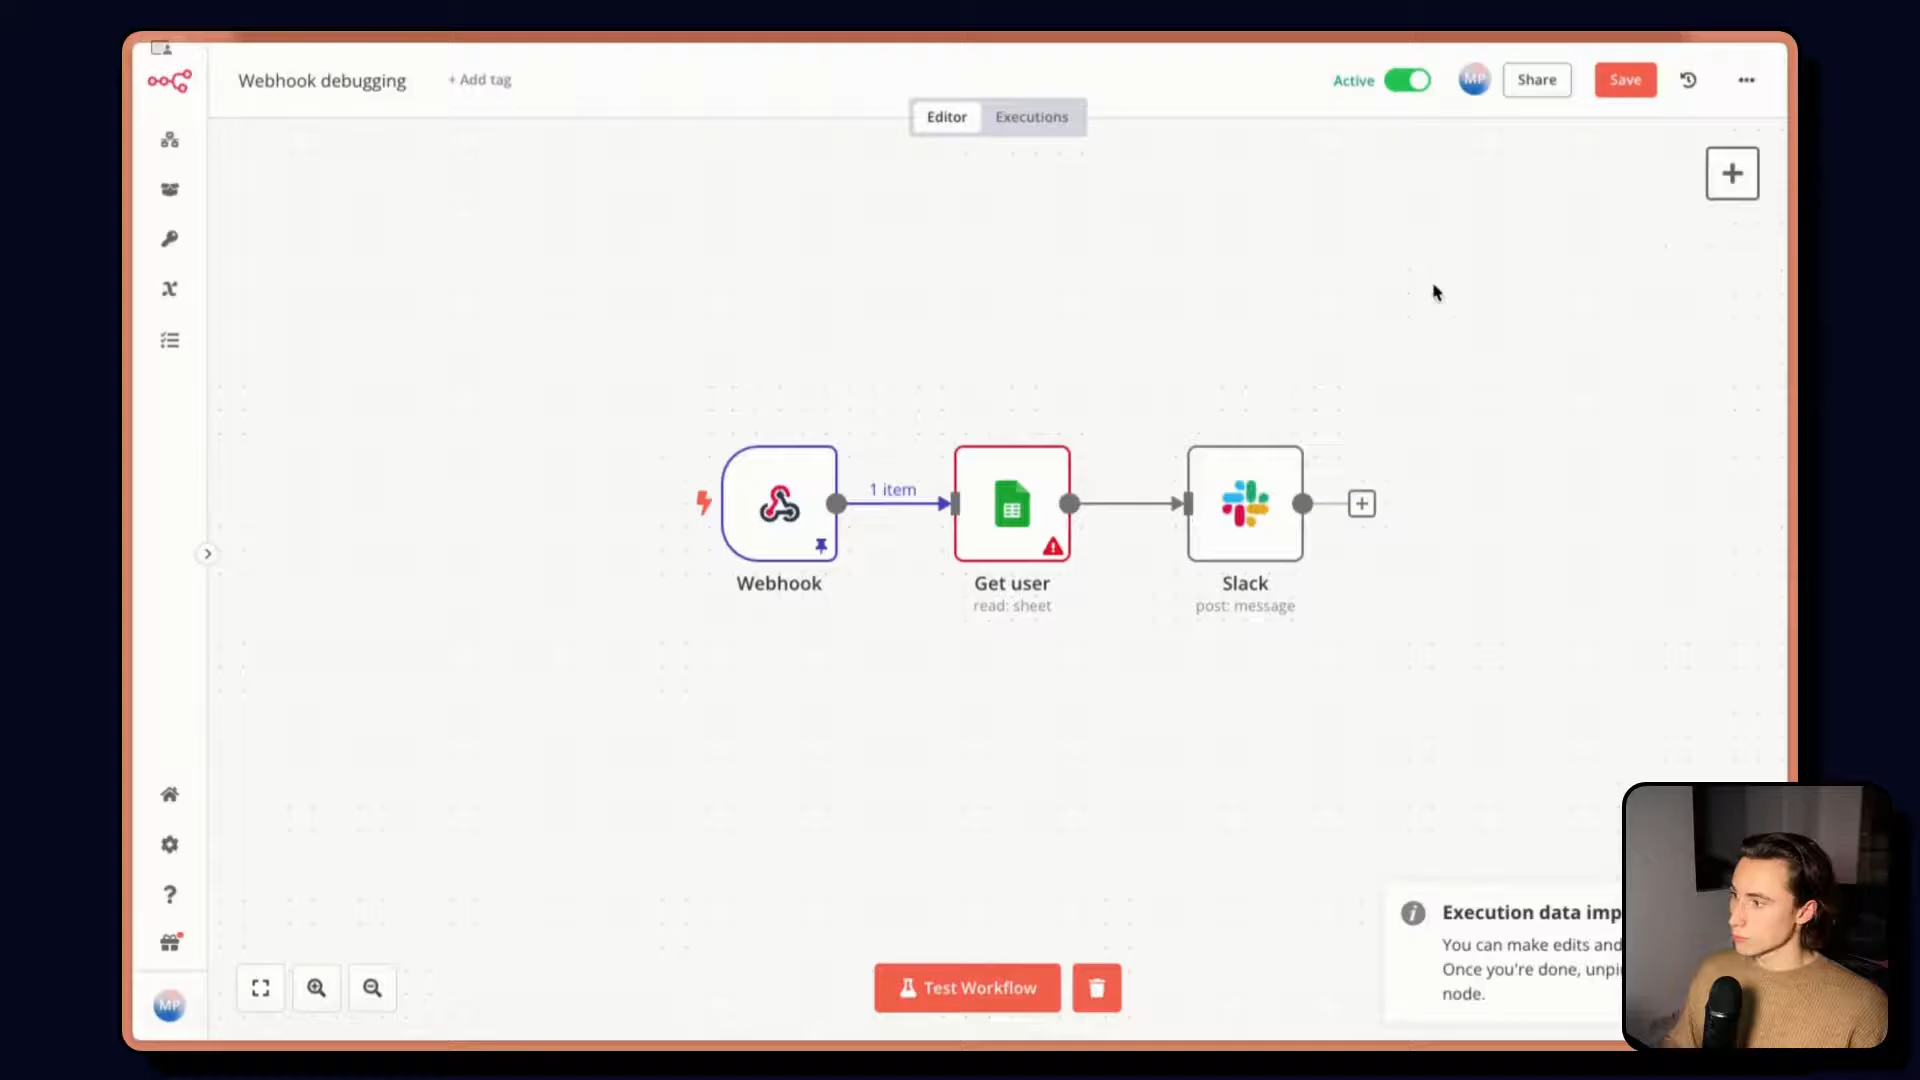 Webhook debugging
+ Add tag
Active
MP
Share
Save
Editor
Executions
1 item
Webhook
Get user
read: sheet
Slack
post: message
Test Workflow
Execution data imp
You can make edits and
Once you're done, unpi
node.
MP